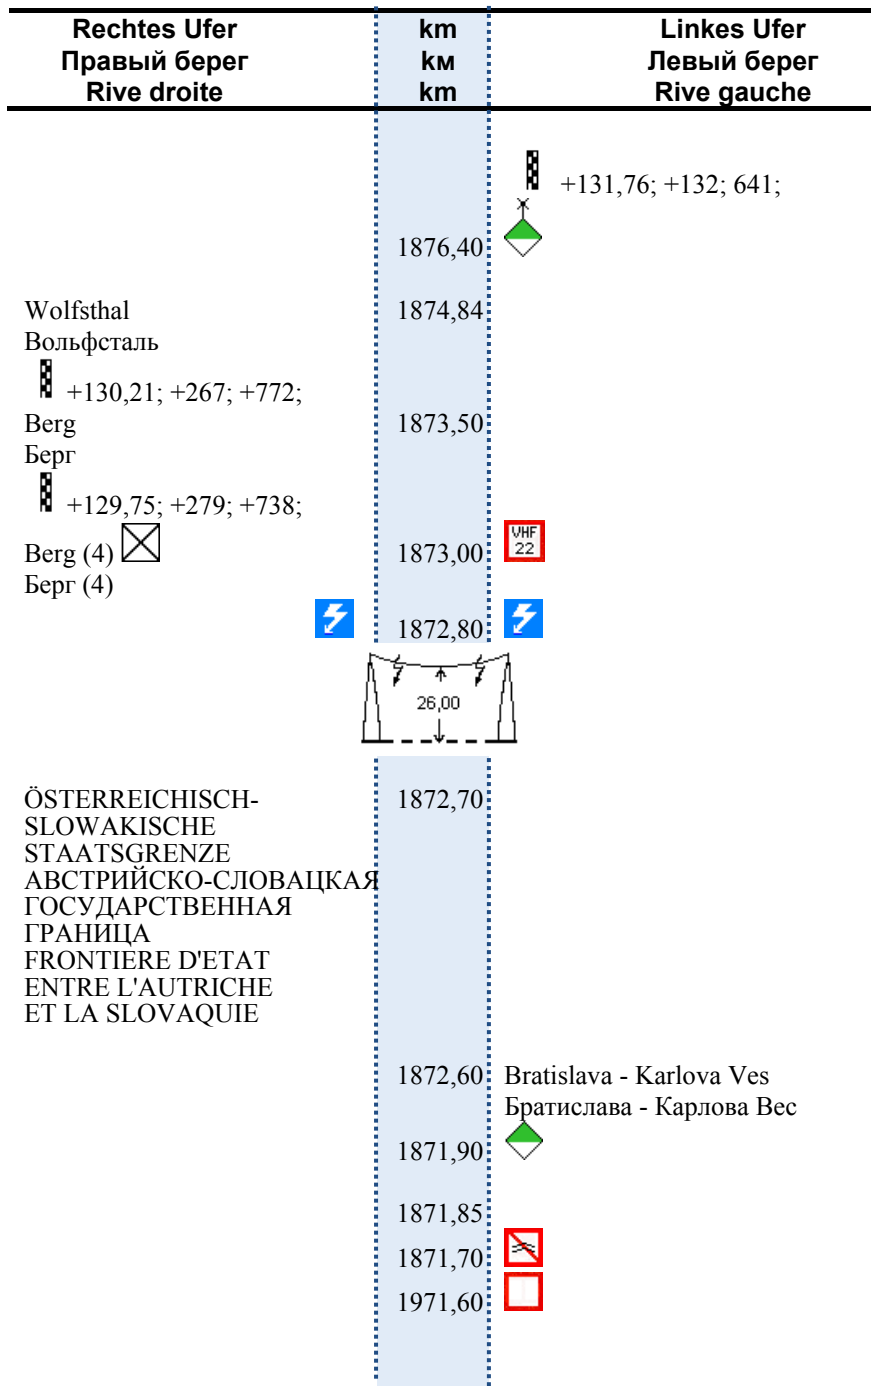 Rechtes Ufer km Linkes Ufer
Правый берег км Левый берег
Rive droite km Rive gauche
+131,76; +132; 641;
1876,40
Wolfsthal 1874,84
Вольфсталь
+130,21; +267; +772;
Berg 1873,50
Берг
+129,75; +279; +738;
VHF
22
Berg (4) 1873,00
Берг (4)
1872,80
26,00
ÖSTERREICHISCH- 1872,70
SLOWAKISCHE
STAATSGRENZE
АВСТРИЙСКО-СЛОВАЦКАЯ
ГОСУДАРСТВЕННАЯ
ГРАНИЦА
FRONTIERE D'ETAT
ENTRE L'AUTRICHE
ET LA SLOVAQUIE
1872,60 Bratislava - Karlova Ves
Братислава - Карлова Вес
1871,90
1871,85
1871,70
1971,60